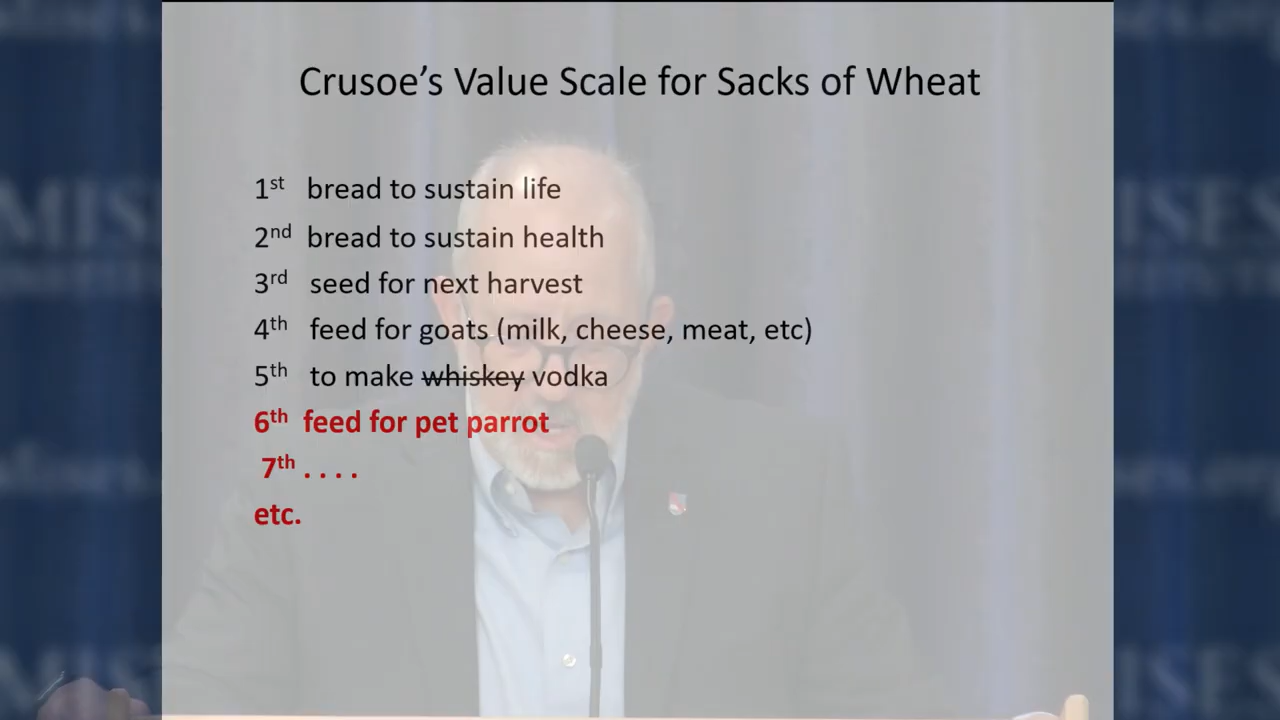 Crusoe's Value Scale for Sacks of Wheat
1st bread to sustain life
2nd bread to sustain health
3rd seed for next harvest
4th feed for goats (milk, cheese, meat, etc)
5th to make whiskey vodka
6th feed for pet parrot
7th . . . .
etc.
MISES